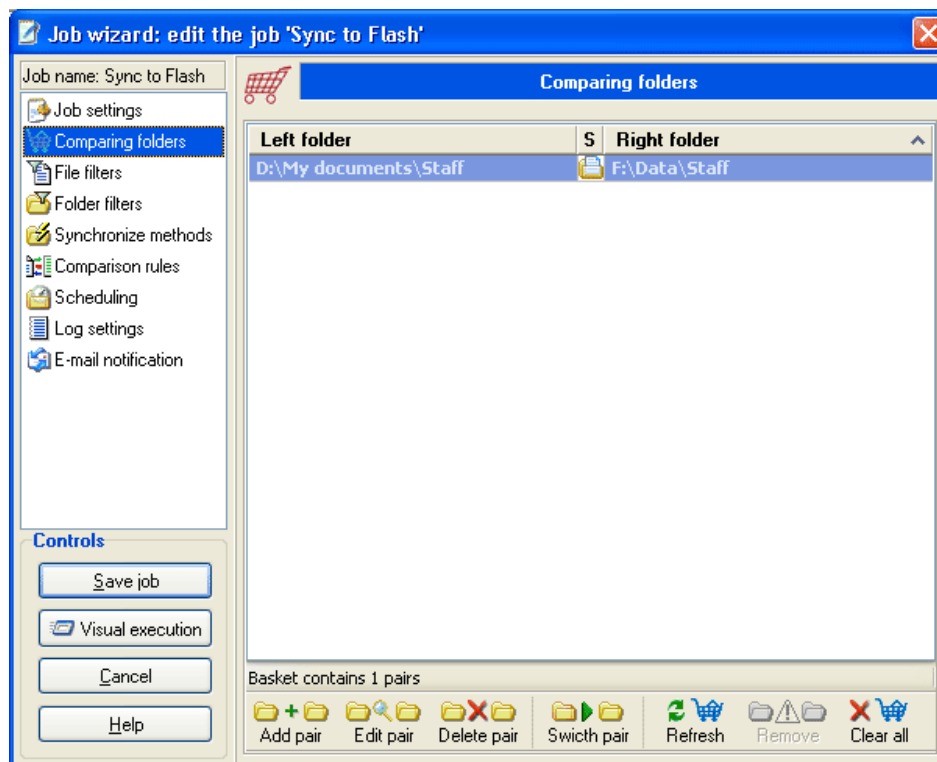 Job wizard: edit the job 'Sync to Flash'
Job name: Sync to Flash
Job settings
Comparing folders
File filters
Folder filters
Synchronize methods
Comparison rules
Scheduling
Log settings
E-mail notification
Controls
Save job
Visual execution
Cancel
Help
Comparing folders
Left folder S Right folder
D:\My documents\Staff F:\Data\Staff
Basket contains 1 pairs
Add pair Edit pair Delete pair Swicth pair Refresh Remove Clear all